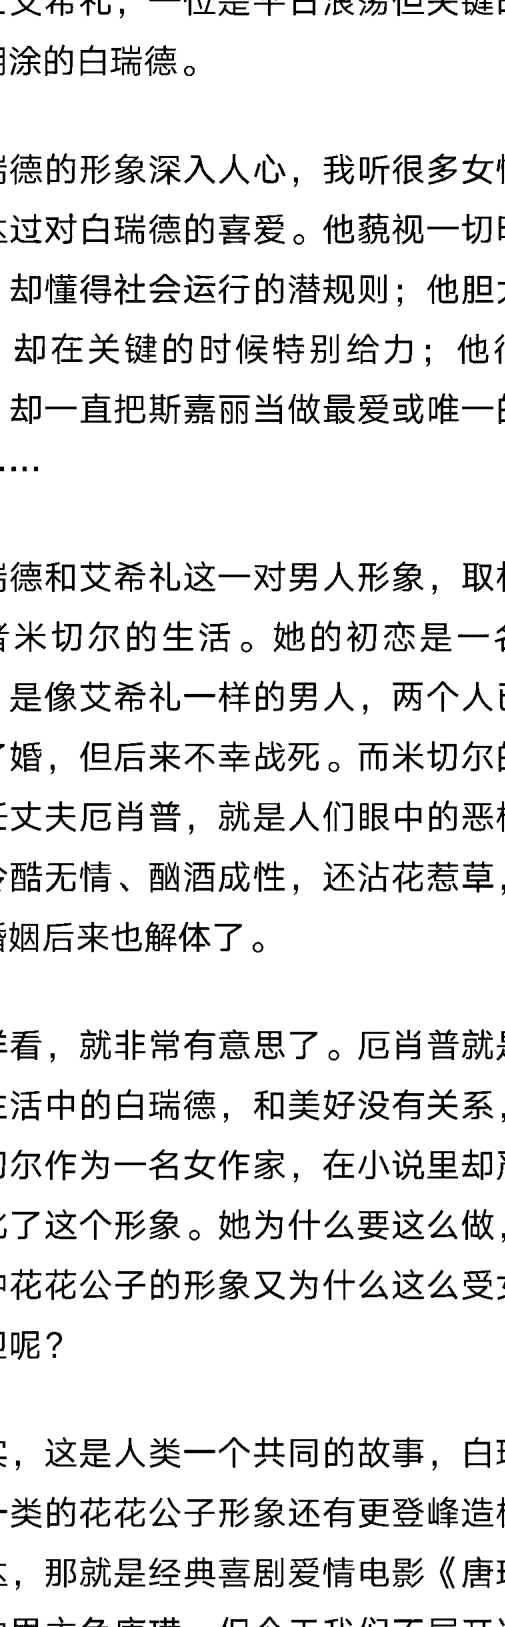 艾希礼，一位是平日浪荡但关键
涂的白瑞德。
德的形象深入人心，我听很多女
过对白瑞德的喜爱。他藐视一切
，却懂得社会运行的潜规则；他胆
，却在关键的时候特别给力；他
，却一直把斯嘉丽当做最爱或唯一的
……
德和艾希礼这一对男人形象，取
者米切尔的生活。她的初恋是一名
，是像艾希礼一样的男人，两个人已
了婚，但后来不幸战死。而米切尔的
任丈夫厄肖普，就是人们眼中的恶
冷酷无情、酗酒成性，还沾花惹草，
婚姻后来也解体了。
样看，就非常有意思了。厄肖普就是
生活中的白瑞德，和美好没有关系，
切尔作为一名女作家，在小说里却
化了这个形象。她为什么要这么做，
种花花公子的形象又为什么这么受女
迎呢？
实，这是人类一个共同的故事，白瑞
一类的花花公子形象还有更登峰造极
达，那就是经典喜剧爱情电影《唐璜